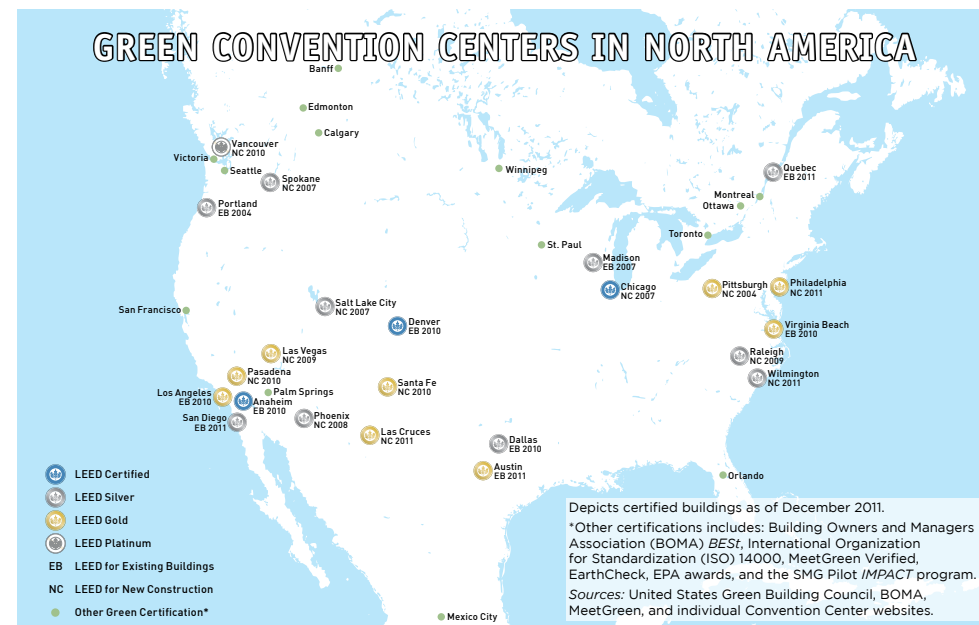 GREEN CONVENTION CENTERS IN NORTH AMERICA
Banff
Edmonton
Calgary
Vancouver
NC 2010
Victoria
Seattle
Spokane
NC 2007
Portland
EB 2004
Winnipeg
Quebec
EB 2011
Montreal
Ottawa
Toronto
St. Paul
Madison
EB 2007
Chicago
NC 2007
Pittsburgh
NC 2004
Philadelphia
NC 2011
San Francisco
Salt Lake City
NC 2007
Denver
EB 2010
Virginia Beach
EB 2010
Raleigh
NC 2009
Wilmington
NC 2011
Las Vegas
NC 2009
Pasadena
NC 2010
Los Angeles
EB 2010
Palm Springs
Anaheim
EB 2010
San Diego
EB 2011
Phoenix
NC 2008
Santa Fe
NC 2010
Las Cruces
NC 2011
Dallas
EB 2010
Austin
EB 2011
Orlando
Mexico City
LEED Certified
LEED Silver
LEED Gold
LEED Platinum
EB LEED for Existing Buildings
NC LEED for New Construction
Other Green Certification*
Depicts certified buildings as of December 2011.
*Other certifications includes: Building Owners and Managers
Association (BOMA) BESt, International Organization
for Standardization (ISO) 14000, MeetGreen Verified,
EarthCheck, EPA awards, and the SMG Pilot IMPACT program.
Sources: United States Green Building Council, BOMA,
MeetGreen, and individual Convention Center websites.